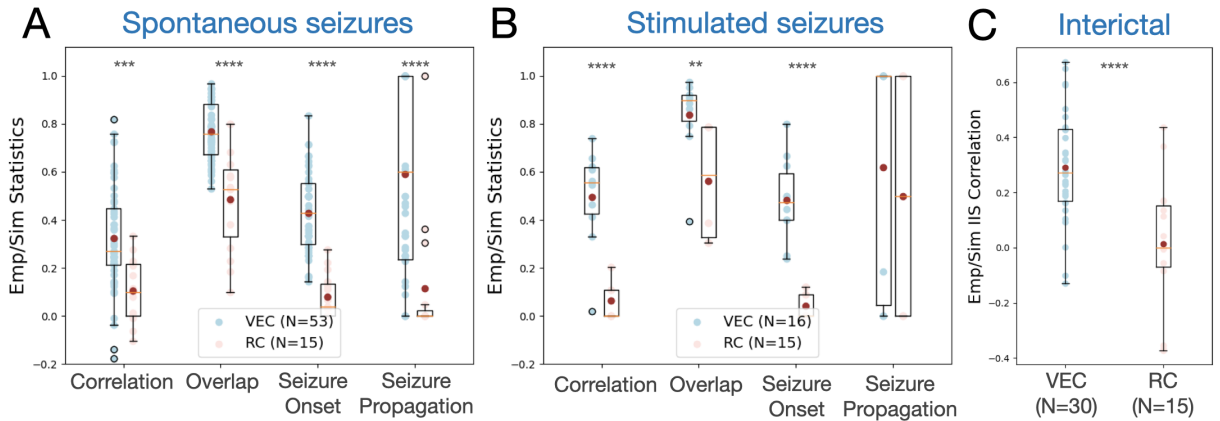 A
Spontaneous seizures
Emp/Sim Statistics
1.0
0.8
0.6
0.4
0.2
0.0
−0.2
***
****
****
****
VEC (N=53)
RC (N=15)
Correlation
Overlap
Seizure
Onset
Seizure
Propagation
B
Stimulated seizures
Emp/Sim Statistics
1.0
0.8
0.6
0.4
0.2
0.0
−0.2
****
**
****
VEC (N=16)
RC (N=15)
Correlation
Overlap
Seizure
Onset
Seizure
Propagation
C
Interictal
Emp/Sim IIS Correlation
0.6
0.4
0.2
0.0
−0.2
−0.4
****
VEC
(N=30)
RC
(N=15)